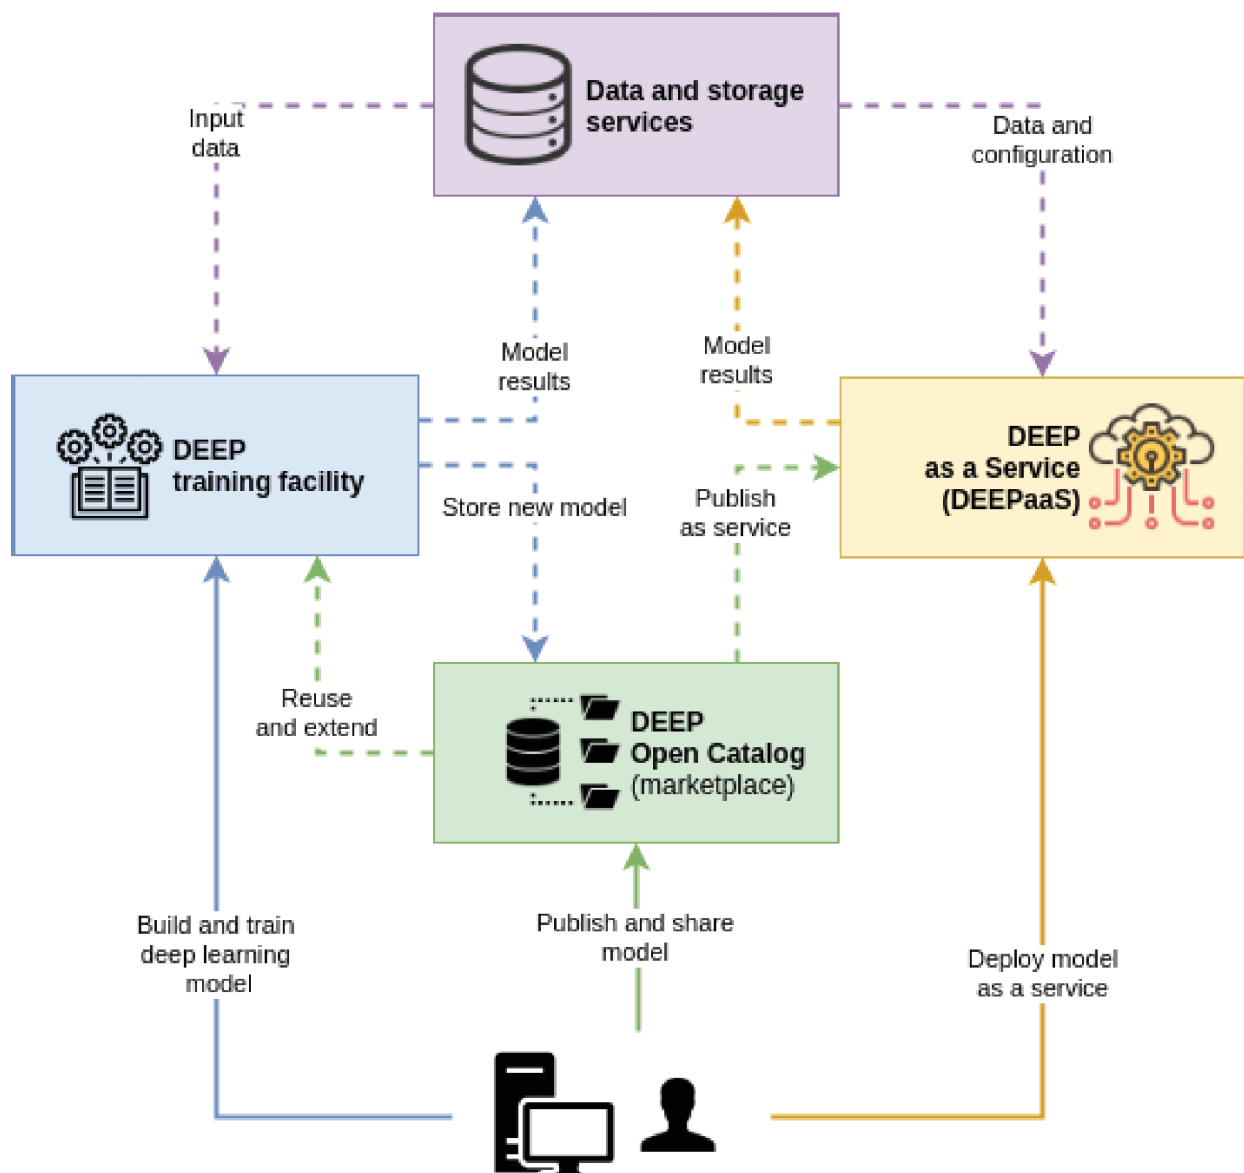 Data and storage
services
Input
data
Data and
configuration
Model
results
Model
results
DEEP
training facility
DEEP
as a Service
(DEEPaaS)
Store new model
Publish
as service
Reuse
and extend
DEEP
Open Catalog
(marketplace)
Build and train
deep learning
model
Publish and share
model
Deploy model
as a service